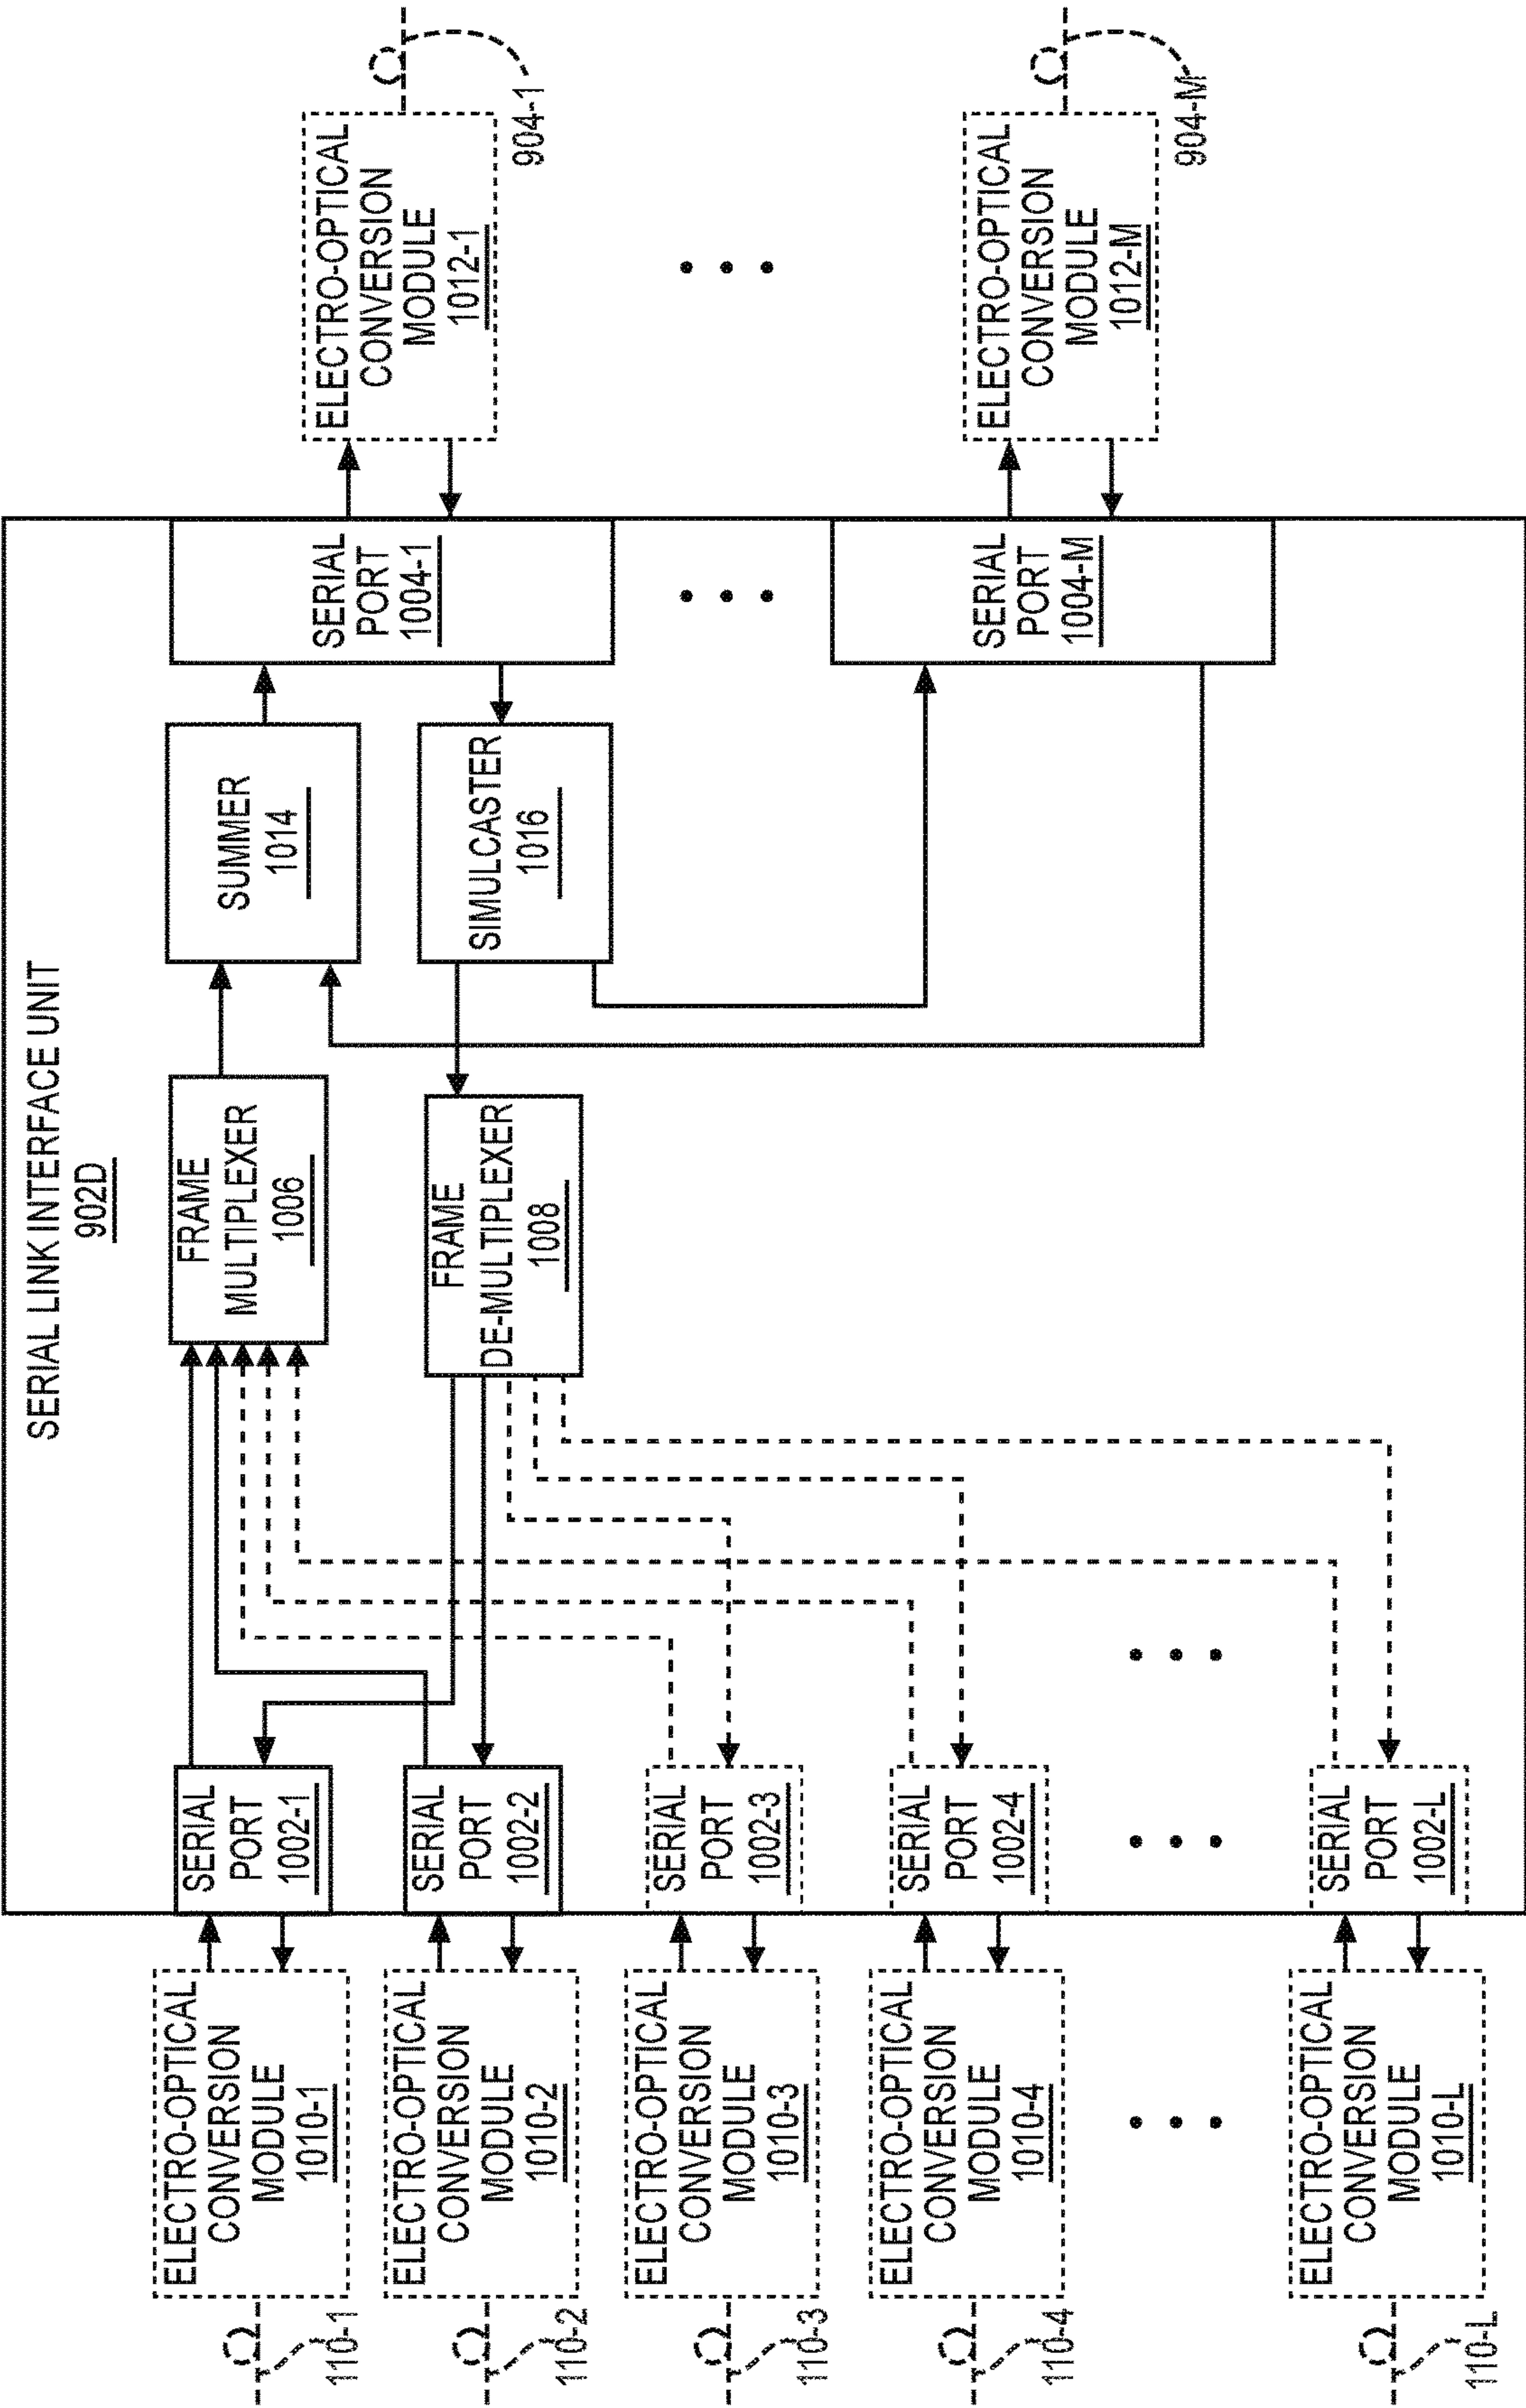 SERIAL LINK INTERFACE UNIT
902D
ELECTRO-OPTICAL
CONVERSION
MODULE
1010-1
110-1
SERIAL
PORT
1002-1
FRAME
MULTIPLEXER
1006
SUMMER
1014
SERIAL
PORT
1004-1
ELECTRO-OPTICAL
CONVERSION
MODULE
1012-1
904-1
ELECTRO-OPTICAL
CONVERSION
MODULE
1010-2
110-2
SERIAL
PORT
1002-2
FRAME
DE-MULTIPLEXER
1008
SIMULCASTER
1016
ELECTRO-OPTICAL
CONVERSION
MODULE
1010-3
110-3
SERIAL
PORT
1002-3
ELECTRO-OPTICAL
CONVERSION
MODULE
1010-4
110-4
SERIAL
PORT
1002-4
SERIAL
PORT
1004-M
ELECTRO-OPTICAL
CONVERSION
MODULE
1012-M
904-M
ELECTRO-OPTICAL
CONVERSION
MODULE
1010-L
110-L
SERIAL
PORT
1002-L